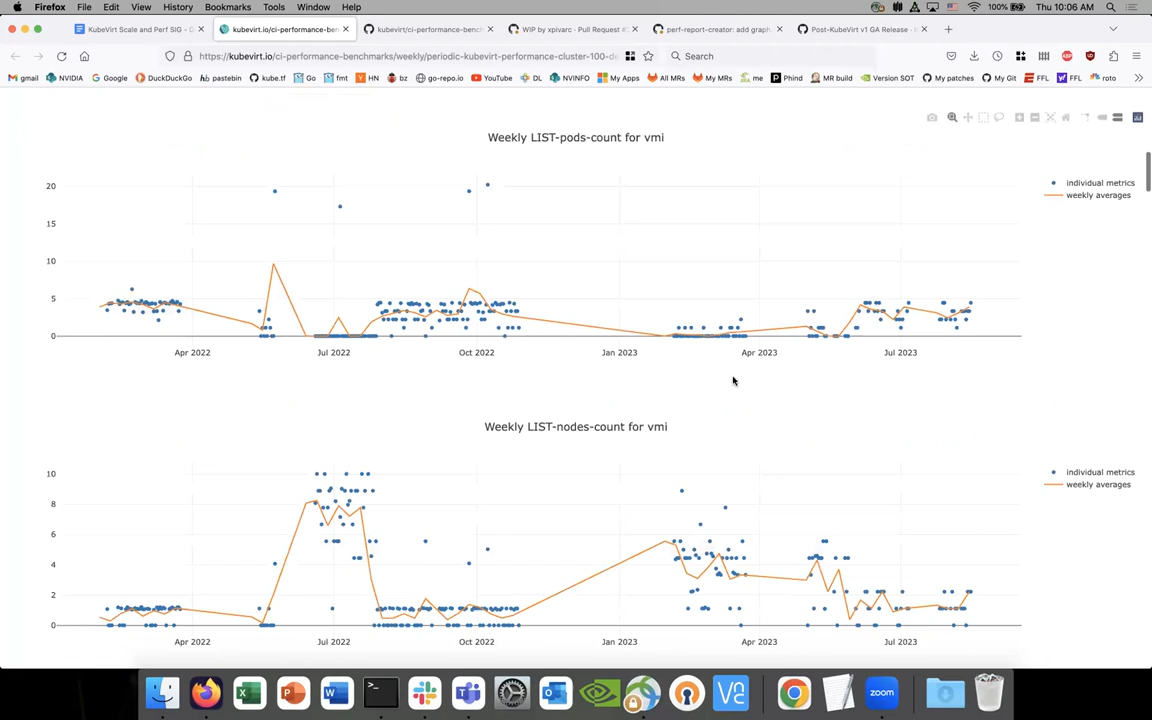 Firefox File Edit View History Bookmarks Tools Window Help 100% Thu 10:06 AM
KubeVirt Scale and Perf SIG - G kubevirt.io/ci-performance-ben kubevirt/ci-performance-bench WIP by xpivarc · Pull Request # perf-report-creator: add grap Post-KubeVirt v1 GA Release - H
https://kubevirt.io/ci-performance-benchmarks/weekly/periodic-kubevirt-performance-cluster-100-de Search
gmail NVIDIA Google DuckDuckGo pastebin kube.tf Go fmt HN bz go-repo.io YouTube DL NVINFO My Apps All MRs My MRs me Phind MR build Version SOT My patches My Git FFL FFL roto
Weekly LIST-pods-count for vmi
individual metrics
weekly averages
20
15
10
5
0
Apr 2022 Jul 2022 Oct 2022 Jan 2023 Apr 2023 Jul 2023
Weekly LIST-nodes-count for vmi
individual metrics
weekly averages
10
8
6
4
2
0
Apr 2022 Jul 2022 Oct 2022 Jan 2023 Apr 2023 Jul 2023
zoom